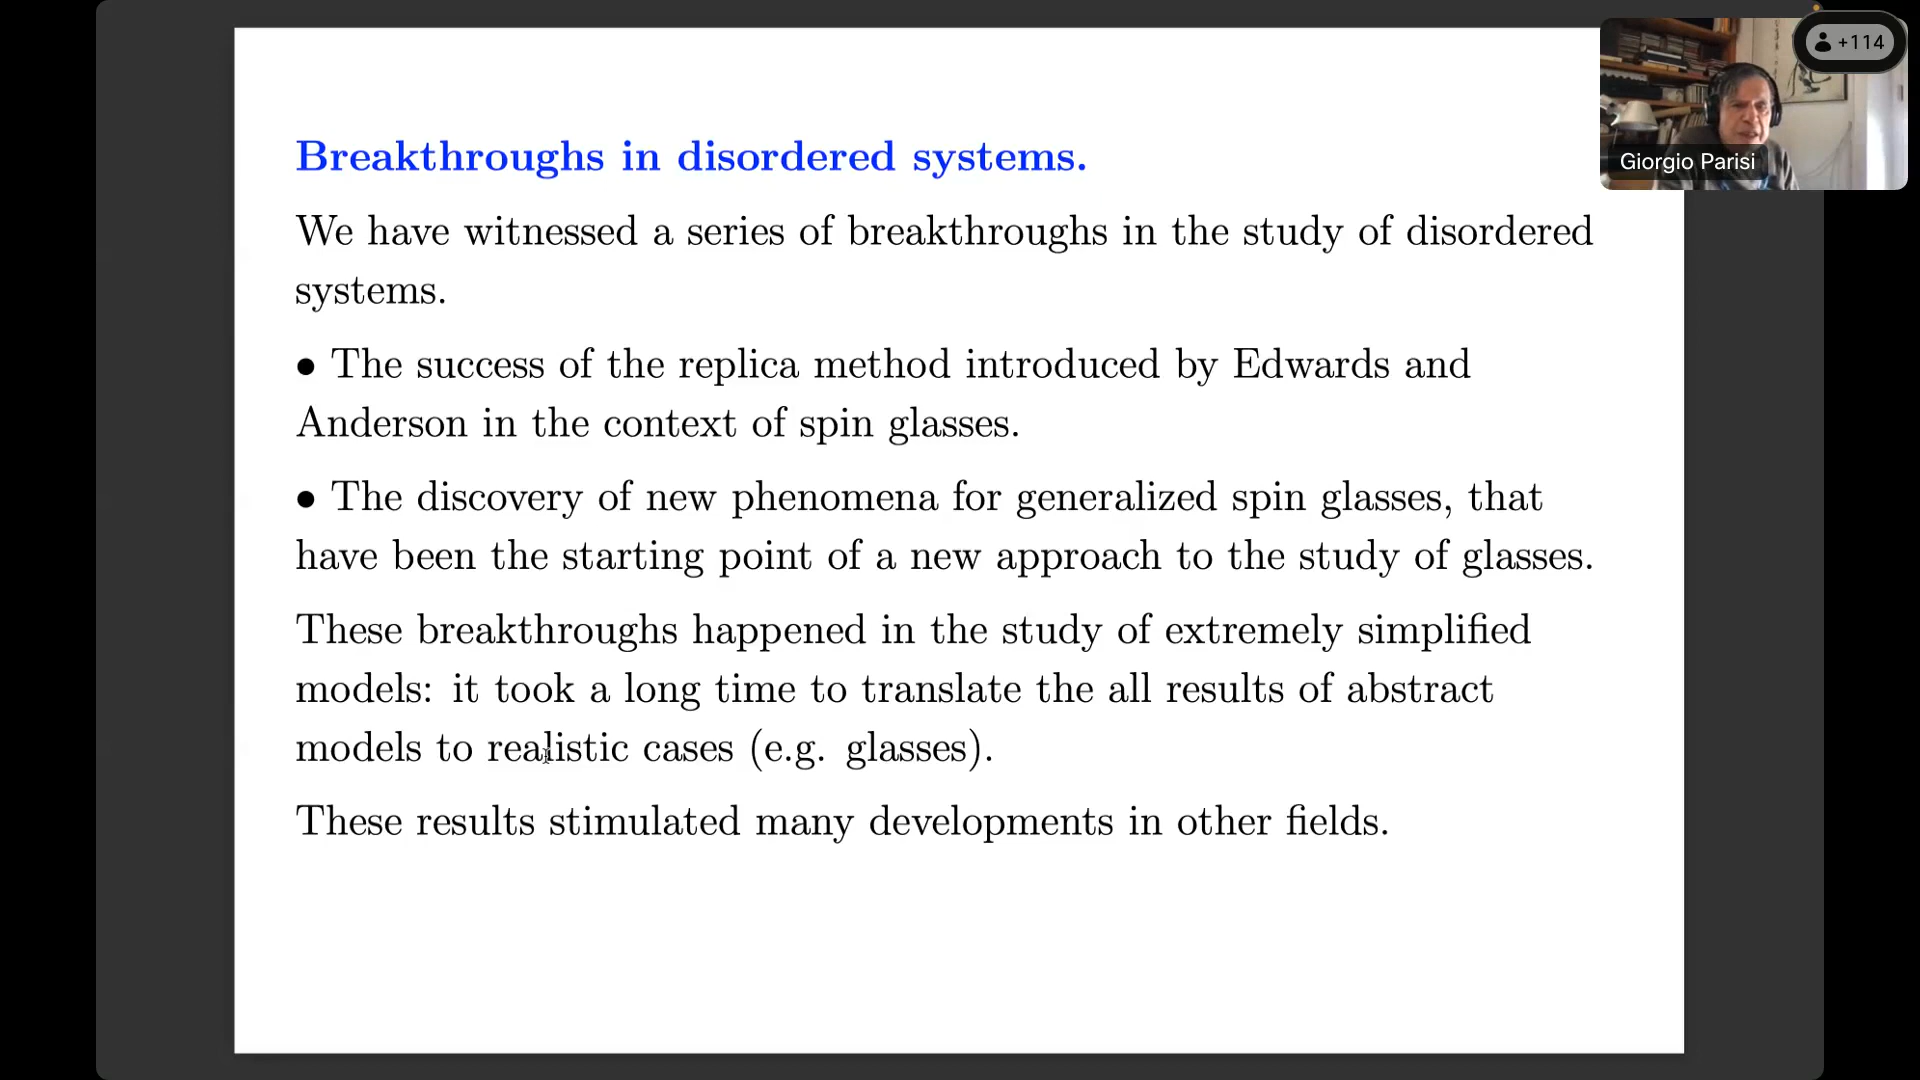 Breakthroughs in disordered systems.
We have witnessed a series of breakthroughs in the study of disordered
systems.
• The success of the replica method introduced by Edwards and
Anderson in the context of spin glasses.
• The discovery of new phenomena for generalized spin glasses, that
have been the starting point of a new approach to the study of glasses.
These breakthroughs happened in the study of extremely simplified
models: it took a long time to translate the all results of abstract
models to realistic cases (e.g. glasses).
These results stimulated many developments in other fields.
+114
Giorgio Parisi